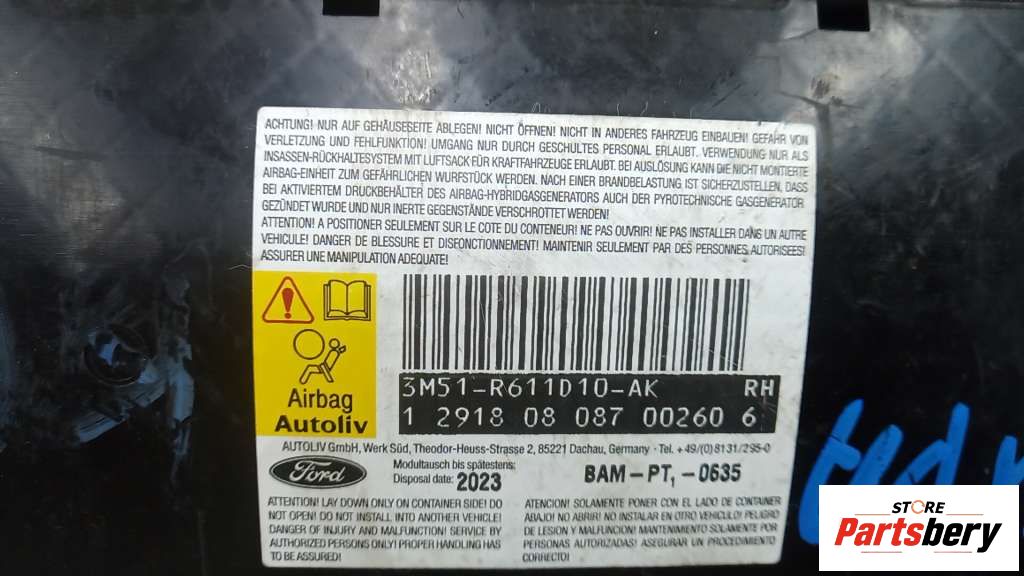 ACHTUNG! NUR AUF GEHÄUSESEITE ABLEGEN! NICHT ÖFFNEN! NICHT IN ANDERES FAHRZEUG EINBAUEN! GEFAHR VON
VERLETZUNG UND FEHLFUNKTION! UMGANG NUR DURCH GESCHULTES PERSONAL ERLAUBT. VERWENDUNG NUR ALS
INSASSEN-RÜCKHALTESYSTEM MIT LUFTSACK FÜR KRAFTFAHRZEUGE ERLAUBT. BEI AUSLÖSUNG KANN DIE NICHT MONTIERTE
AIRBAG-EINHEIT ZUM GEFÄHRLICHEN WURFSTÜCK WERDEN. NACH EINER BRANDBELASTUNG IST SICHERZUSTELLEN, DASS
BEI AKTIVIERTEM DRUCKBEHÄLTER DES AIRBAG-HYBRIDGASGENERATORS AUCH DER PYROTECHNISCHE GASGENERATOR
GEZÜNDET WURDE UND NUR INERTE GEGENSTÄNDE VERSCHROTTET WERDEN!
ATTENTION! A POSITIONER SEULEMENT SUR LE COTE DU CONTENEUR! NE PAS OUVRIR! NE PAS INSTALLER DANS UN AUTRE
VEHICULE! DANGER DE BLESSURE ET DISEFONCTIONEMENT! MAINTENIR SEULEMENT PAR DES PERSONNES AUTORISEES!
ASSURER UNE MANIPULATION ADEQUATE!
Airbag
Autoliv
3M51-R611D10-AK RH
1 2918 08 087 00260 6
AUTOLIV GmbH, Werk Süd, Theodor-Heuss-Strasse 2, 85221 Dachau, Germany · Tel. +49/(0)8131/295-0
Ford
Modultausch bis spätestens:
Disposal date: 2023
BAM-PT₁-0635
ATTENTION! LAY DOWN ONLY ON CONTAINER SIDE! DO
NOT OPEN! DO NOT INSTALL INTO ANOTHER VEHICLE!
DANGER OF INJURY AND MALFUNCTION! SERVICE BY
AUTHORIZED PERSONS ONLY! PROPER HANDLING HAS
TO BE ASSURED!
ATENCION! SOLAMENTE PONER CON EL LADO DE CONTAINER
ABAJO! NO ABRIR! NO INSTALAR EN OTRO VEHICULO! PELIGRO
DE LESION Y MALFUNCTION! MANTENIMIENTO SOLAMENTE POR
PERSONAS AUTORIZADAS! ASEGURAR UN PROCEDIMIENTO
CORRECTO!
STORE
Partsbery